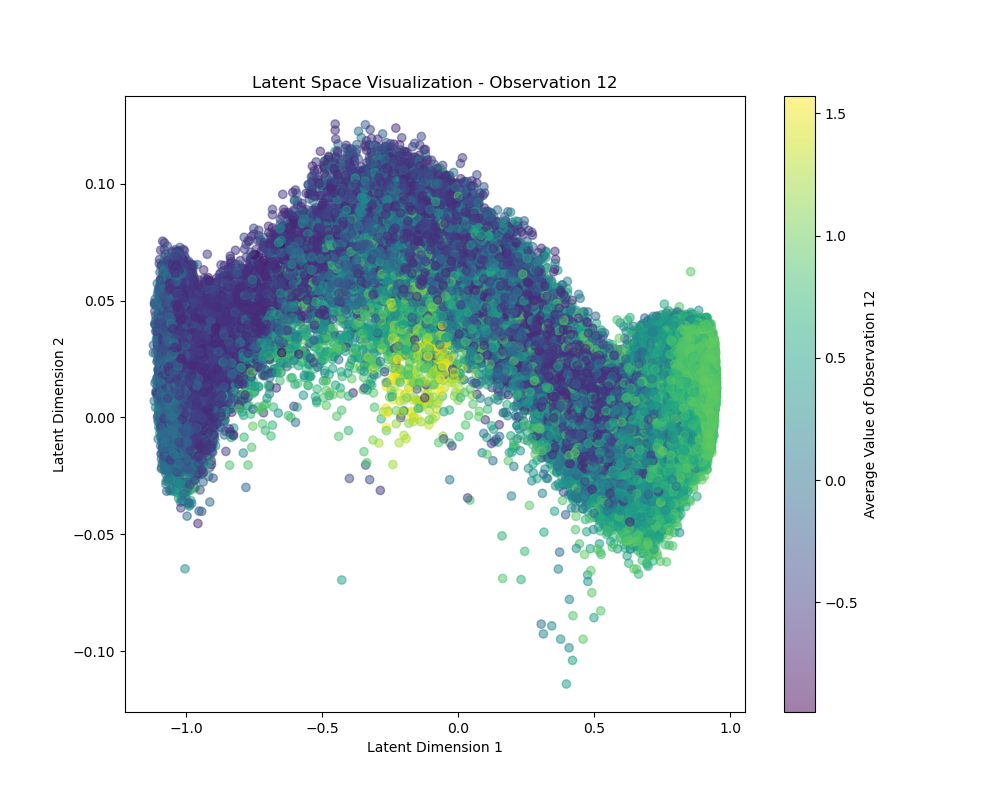 Latent Space Visualization - Observation 12
0.10
0.05
0.00
−0.05
−0.10
Latent Dimension 2
−1.0 −0.5 0.0 0.5 1.0
Latent Dimension 1
1.5
1.0
0.5
0.0
−0.5
Average Value of Observation 12